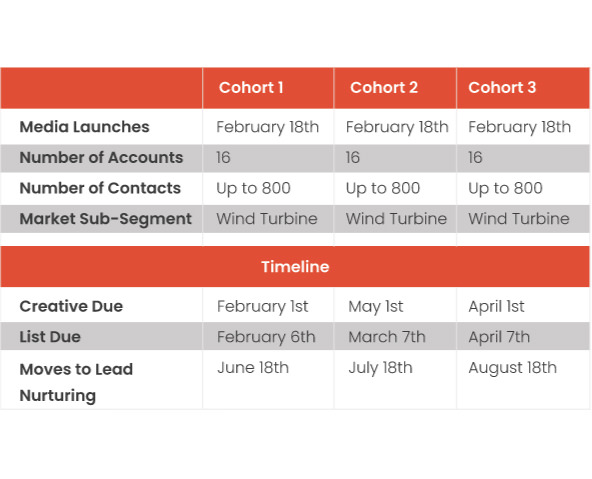 Cohort 1 Cohort 2 Cohort 3
Media Launches February 18th February 18th February 18th
Number of Accounts 16 16 16
Number of Contacts Up to 800 Up to 800 Up to 800
Market Sub-Segment Wind Turbine Wind Turbine Wind Turbine
Timeline
Creative Due February 1st May 1st April 1st
List Due February 6th March 7th April 7th
Moves to Lead June 18th July 18th August 18th
Nurturing